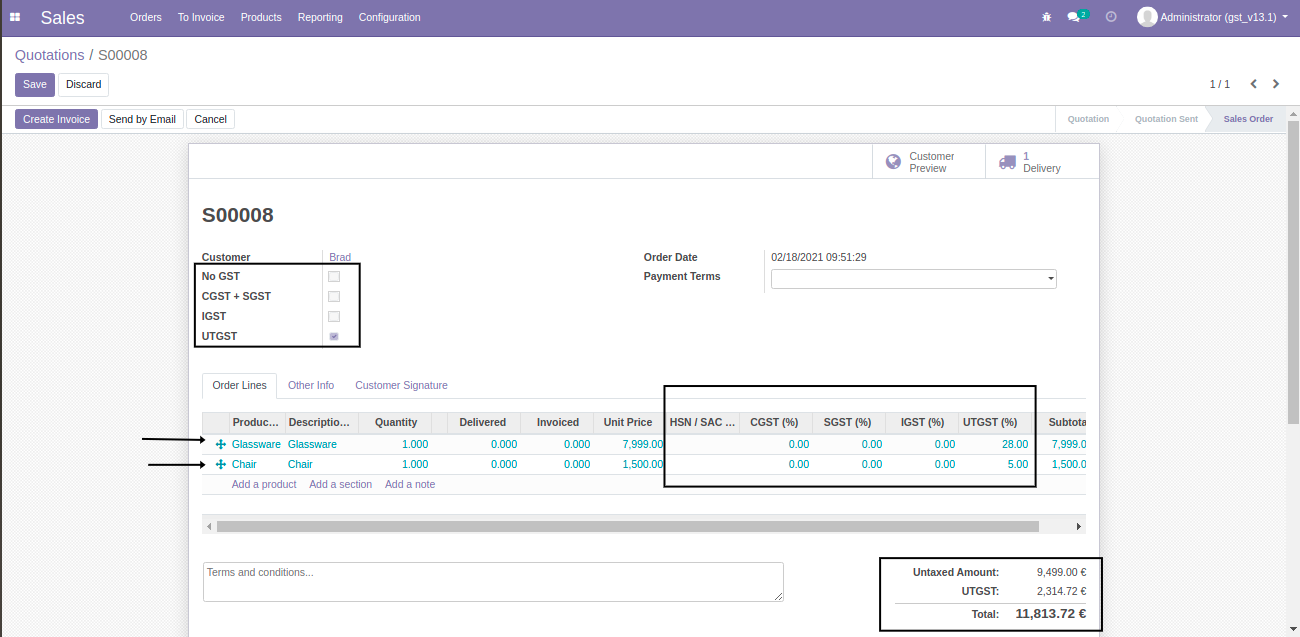 Sales Orders To Invoice Products Reporting Configuration 2 Administrator (gst_v13.1)
Quotations / S00008
Save Discard 1 / 1
Create Invoice Send by Email Cancel Quotation Quotation Sent Sales Order
Customer Preview 1 Delivery
S00008
Customer Brad Order Date 02/18/2021 09:51:29
No GST Payment Terms
CGST + SGST
IGST
UTGST
Order Lines Other Info Customer Signature
Produc... Descriptio... Quantity Delivered Invoiced Unit Price HSN / SAC ... CGST (%) SGST (%) IGST (%) UTGST (%) Subtota
Glassware Glassware 1.000 0.000 0.000 7,999.00 0.00 0.00 0.00 28.00 7,999.0
Chair Chair 1.000 0.000 0.000 1,500.00 0.00 0.00 0.00 5.00 1,500.0
Add a product Add a section Add a note
Terms and conditions...
Untaxed Amount: 9,499.00 €
UTGST: 2,314.72 €
Total: 11,813.72 €